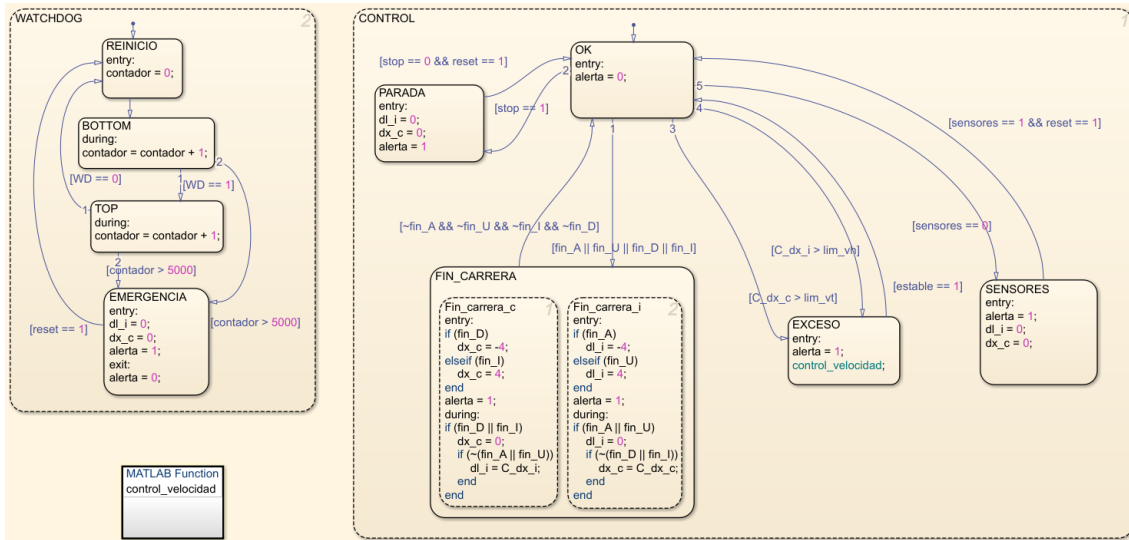 WATCHDOG
2
REINICIO
entry:
contador = 0;
BOTTOM
during:
contador = contador + 1;
2
[WD == 0]
1
[WD == 1]
TOP
during:
contador = contador + 1;
1
2
[contador > 5000]
EMERGENCIA
entry:
dl_i = 0;
dx_c = 0;
alerta = 1;
exit:
alerta = 0;
[reset == 1]
[contador > 5000]
MATLAB Function
control_velocidad
CONTROL
1
OK
entry:
alerta = 0;
[stop == 0 && reset == 1]
2
[stop == 1]
PARADA
entry:
dl_i = 0;
dx_c = 0;
alerta = 1
1
3
4
5
[sensores == 1 && reset == 1]
[~fin_A && ~fin_U && ~fin_I && ~fin_D]
[fin_A || fin_U || fin_D || fin_I]
[C_dx_i > lim_vh]
[C_dx_c > lim_vt]
[sensores == 0]
[estable == 1]
FIN_CARRERA
Fin_carrera_c
1
entry:
if (fin_D)
dx_c = -4;
elseif (fin_I)
dx_c = 4;
end
alerta = 1;
during:
if (fin_D || fin_I)
dx_c = 0;
if (~(fin_A || fin_U))
dl_i = C_dx_i;
end
end
Fin_carrera_i
2
entry:
if (fin_A)
dl_i = -4;
elseif (fin_U)
dl_i = 4;
end
alerta = 1;
during:
if (fin_A || fin_U)
dl_i = 0;
if (~(fin_D || fin_I))
dx_c = C_dx_c;
end
end
EXCESO
entry:
alerta = 1;
control_velocidad;
SENSORES
entry:
alerta = 1;
dl_i = 0;
dx_c = 0;